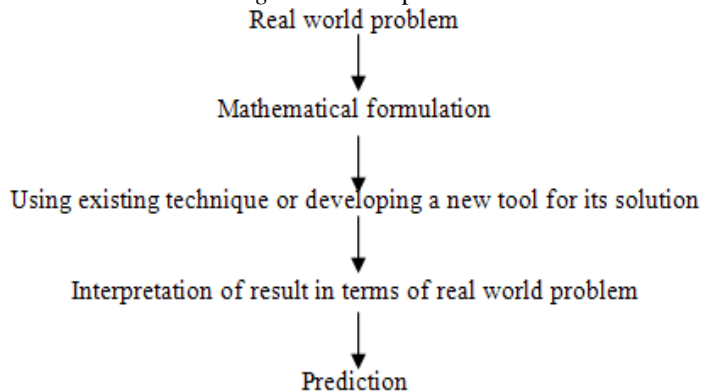 Real world problem
Mathematical formulation
Using existing technique or developing a new tool for its solution
Interpretation of result in terms of real world problem
Prediction